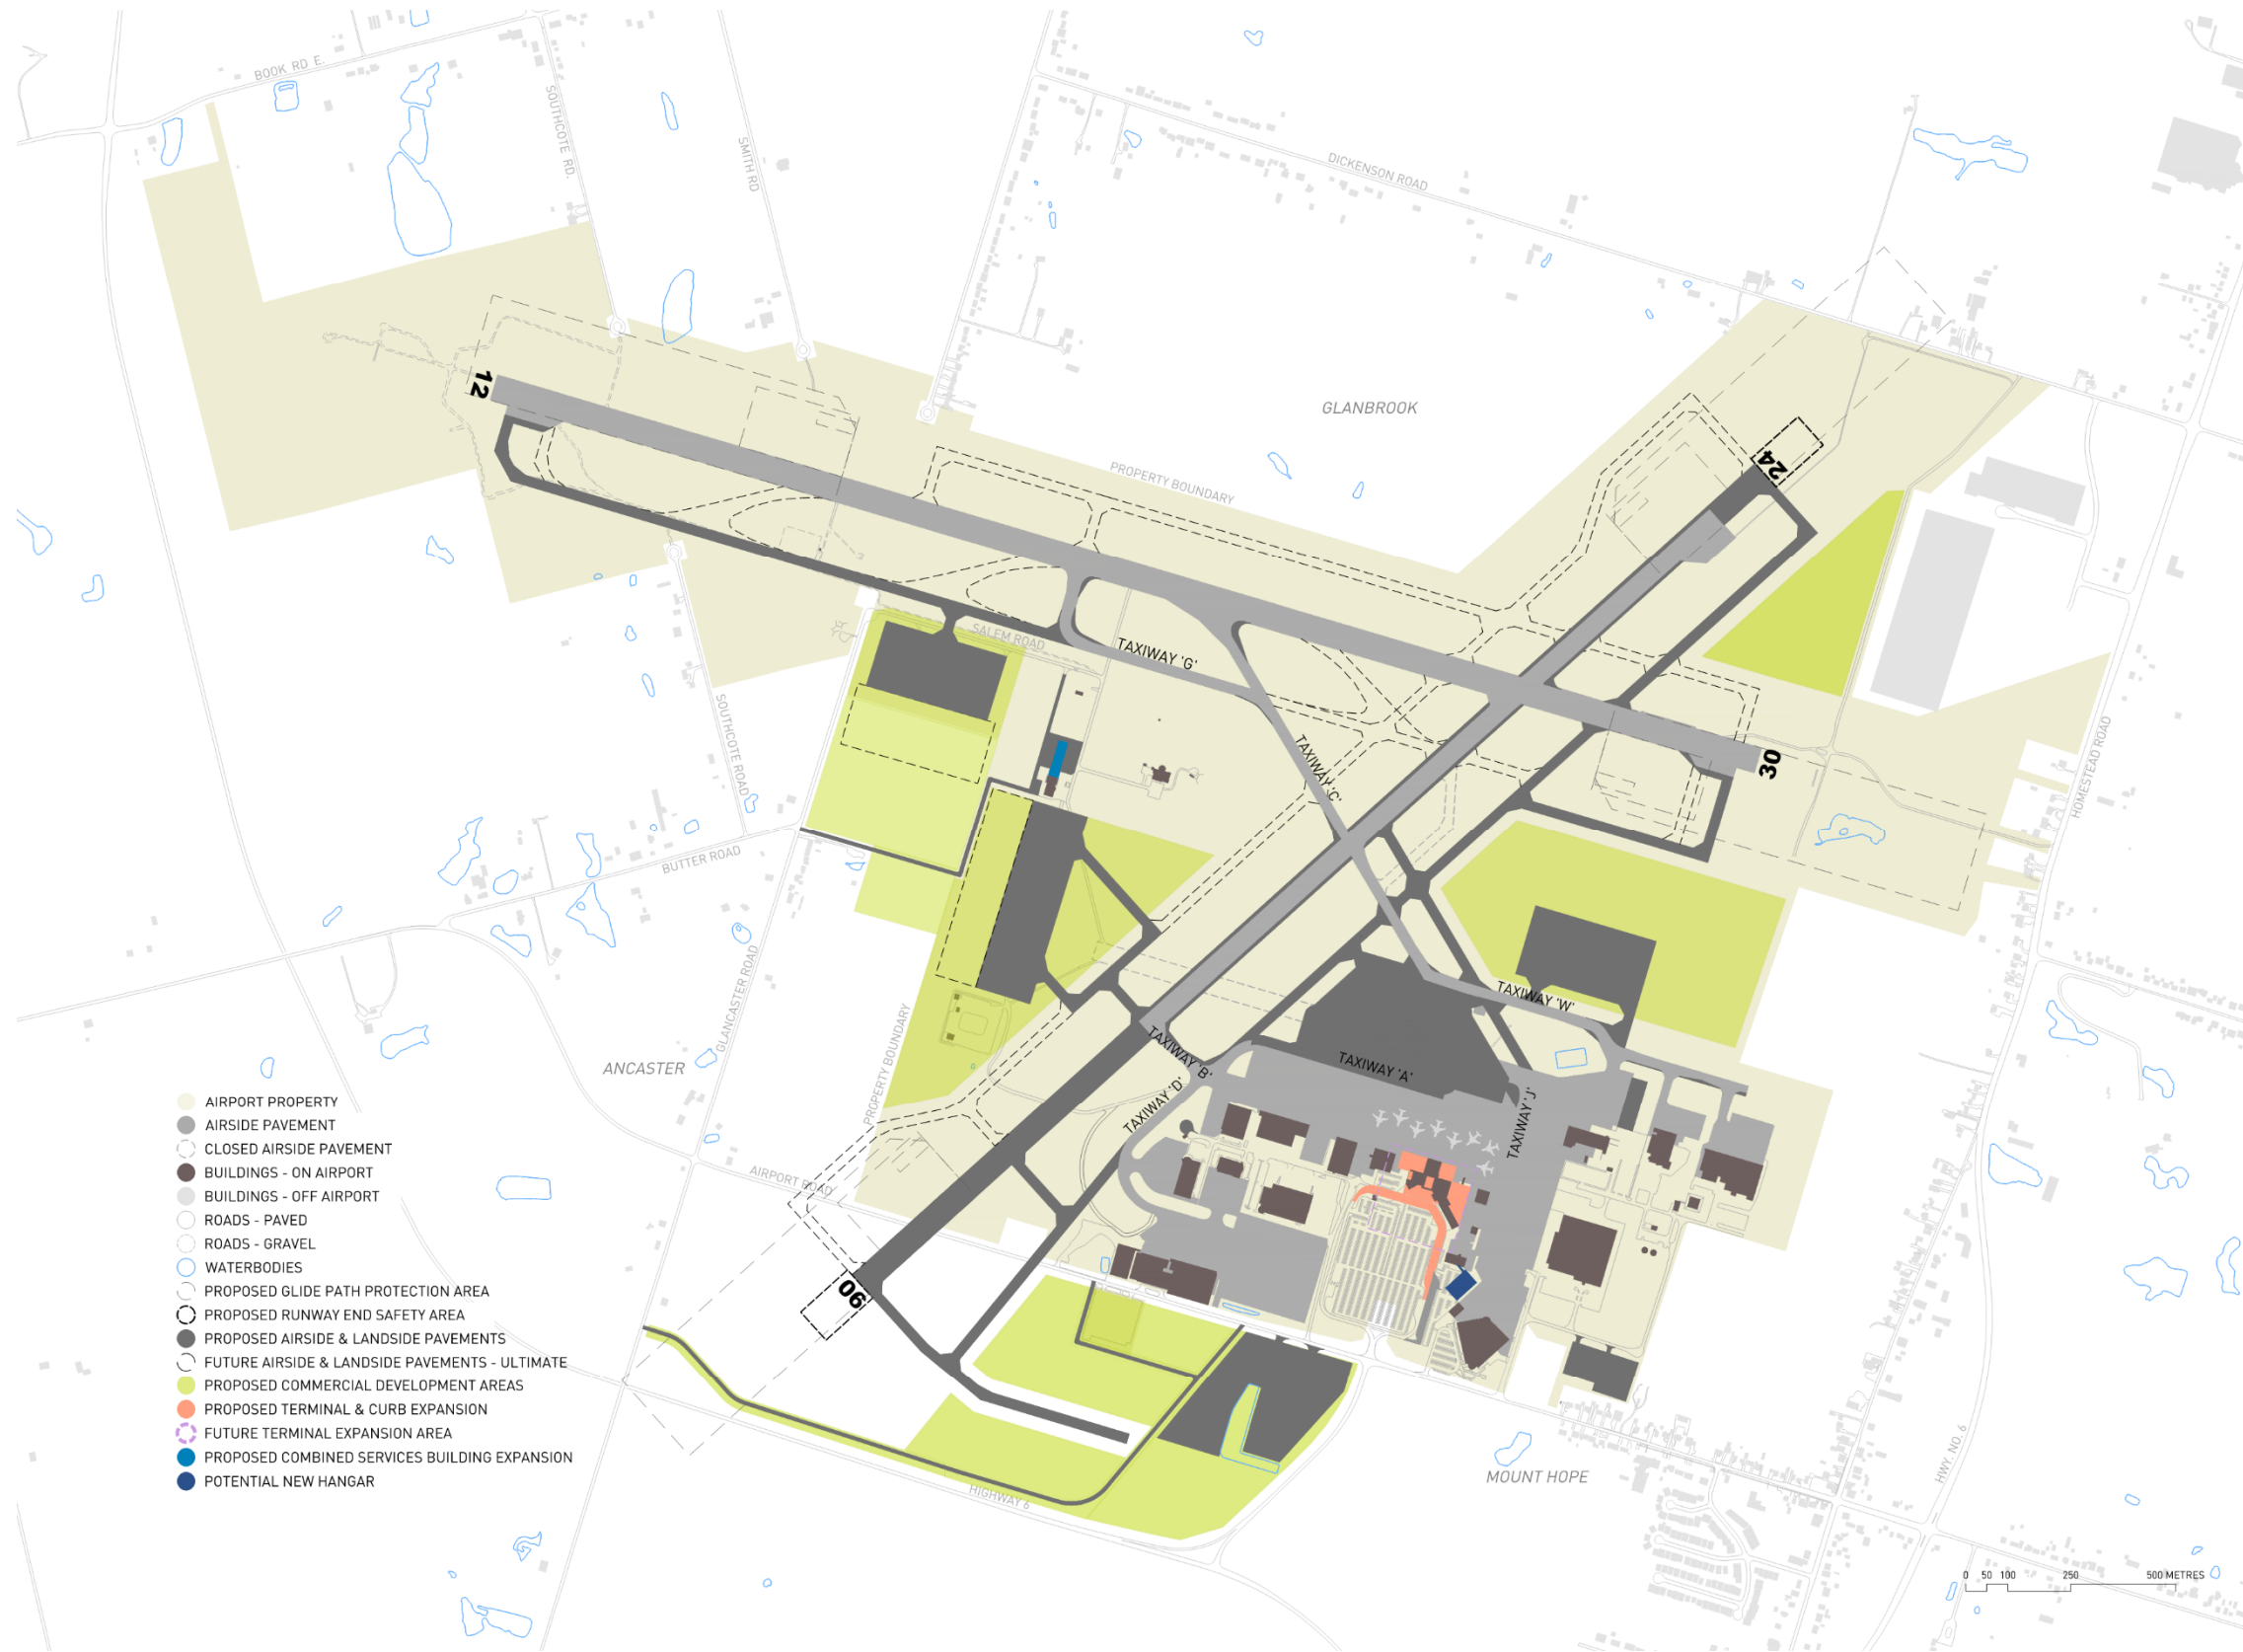 BOOK RD E.
SOUTHCOTE RD.
SMITH RD
DICKENSON ROAD
12
GLANBROOK
24
PROPERTY BOUNDARY
SALEM ROAD
TAXIWAY 'G'
SOUTHCOTE ROAD
TAXIWAY 'C'
30
HOMESTEAD ROAD
BUTTER ROAD
GLANCASTER ROAD
TAXIWAY 'W'
PROPERTY BOUNDARY
TAXIWAY 'B'
TAXIWAY 'A'
ANCASTER
TAXIWAY 'D'
TAXIWAY 'J'
AIRPORT ROAD
06
AIRPORT PROPERTY
AIRSIDE PAVEMENT
CLOSED AIRSIDE PAVEMENT
BUILDINGS - ON AIRPORT
BUILDINGS - OFF AIRPORT
ROADS - PAVED
ROADS - GRAVEL
WATERBODIES
PROPOSED GLIDE PATH PROTECTION AREA
PROPOSED RUNWAY END SAFETY AREA
PROPOSED AIRSIDE & LANDSIDE PAVEMENTS
FUTURE AIRSIDE & LANDSIDE PAVEMENTS - ULTIMATE
PROPOSED COMMERCIAL DEVELOPMENT AREAS
PROPOSED TERMINAL & CURB EXPANSION
FUTURE TERMINAL EXPANSION AREA
PROPOSED COMBINED SERVICES BUILDING EXPANSION
POTENTIAL NEW HANGAR
HIGHWAY 6
MOUNT HOPE
HWY. NO. 6
0 50 100 250 500 METRES